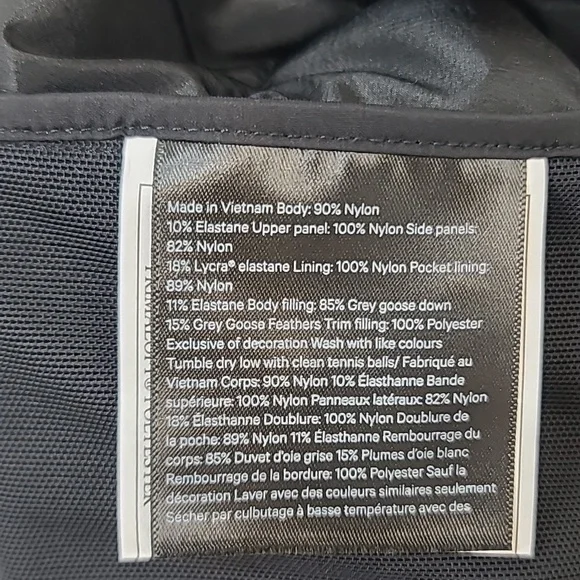 Made in Vietnam Body: 90% Nylon
10% Elastane Upper panel: 100% Nylon Side panels:
82% Nylon
18% Lycra® elastane Lining: 100% Nylon Pocket lining:
89% Nylon
11% Elastane Body filling: 85% Grey goose down
15% Grey Goose Feathers Trim filling: 100% Polyester
Exclusive of decoration Wash with like colours
Tumble dry low with clean tennis balls/ Fabriqué au
Vietnam Corps: 90% Nylon 10% Élasthanne Bande
supérieure: 100% Nylon Panneaux latéraux: 82% Nylon
18% Élasthanne Doublure: 100% Nylon Doublure de
la poche: 89% Nylon 11% Élasthanne Rembourrage du
corps: 85% Duvet d'oie grise 15% Plumes d'oie blanc
Rembourrage de la bordure: 100% Polyester Sauf la
décoration Laver avec des couleurs similaires seulement
Sécher par culbutage à basse température avec des